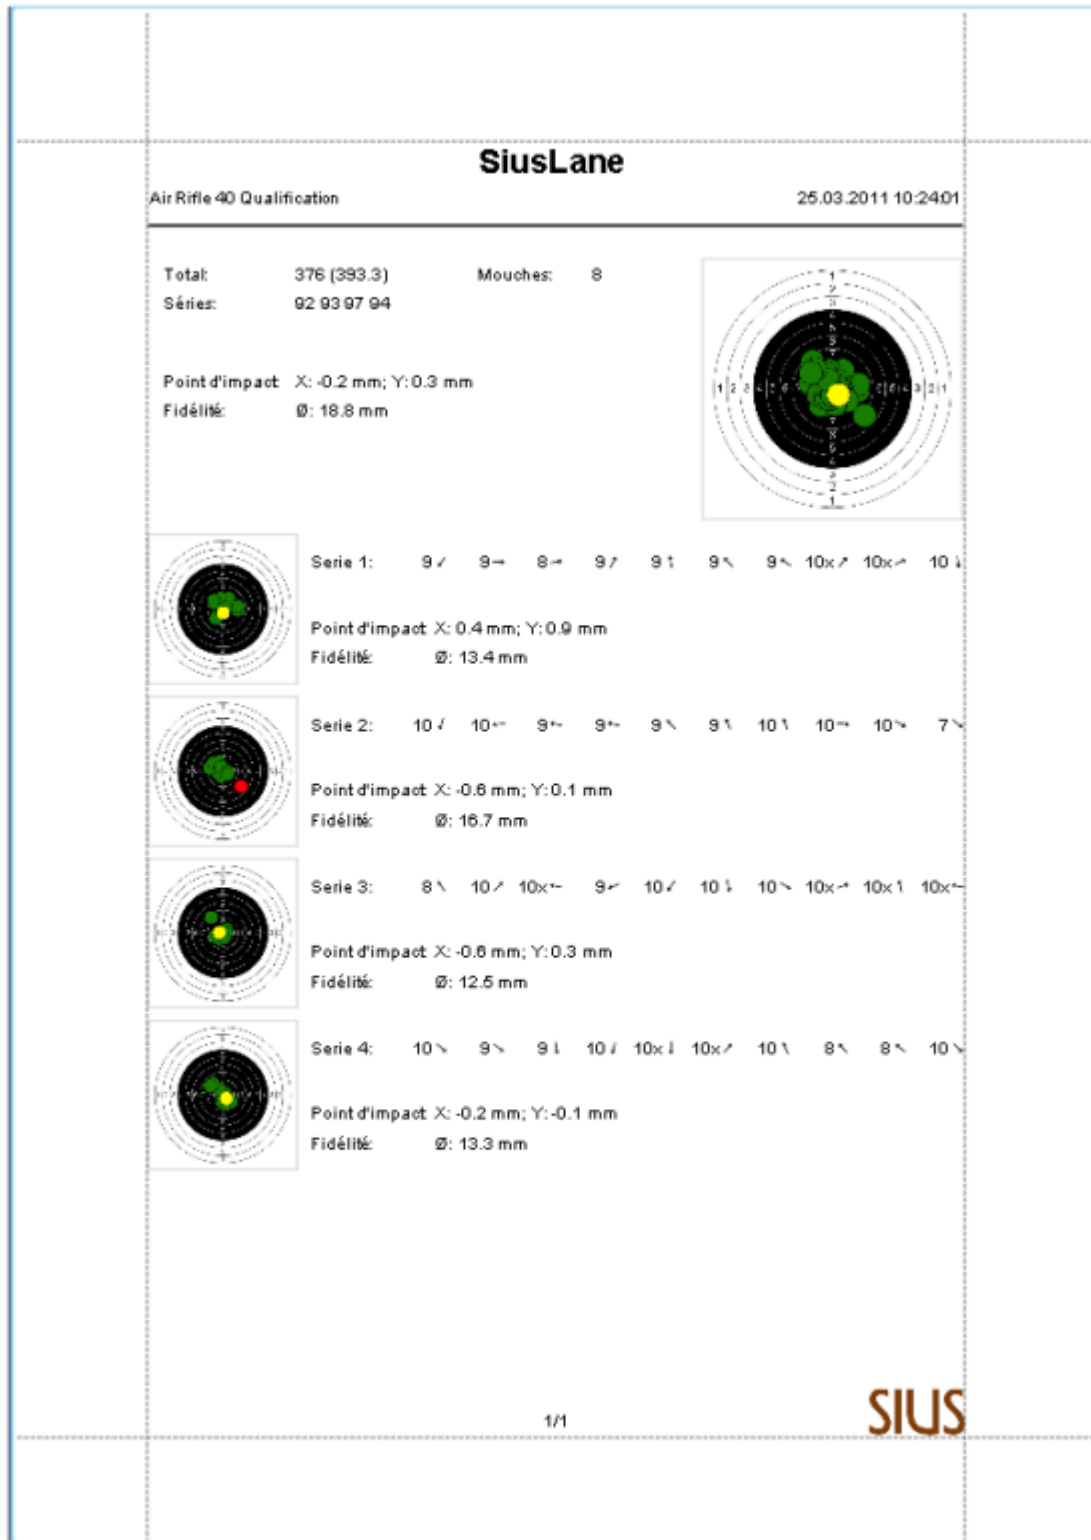 SiusLane
Air Rifle 40 Qualification 25.03.2011 10:24:01
Total: 376 (393.3) Mouches: 8
Séries: 92 93 97 94
Point d'impact X: -0.2 mm; Y: 0.3 mm
Fidélité: Ø: 18.8 mm
Serie 1: 9 9 8 9 9 9 9 10x 10x 10
Point d'impact X: 0.4 mm; Y: 0.9 mm
Fidélité: Ø: 13.4 mm
Serie 2: 10 10 9 9 9 9 10 10 10 7
Point d'impact X: -0.6 mm; Y: 0.1 mm
Fidélité: Ø: 16.7 mm
Serie 3: 8 10 10x 9 10 10 10 10x 10x 10x
Point d'impact X: -0.6 mm; Y: 0.3 mm
Fidélité: Ø: 12.5 mm
Serie 4: 10 9 9 10 10x 10x 10 8 8 10
Point d'impact X: -0.2 mm; Y: -0.1 mm
Fidélité: Ø: 13.3 mm
1/1
SIUS